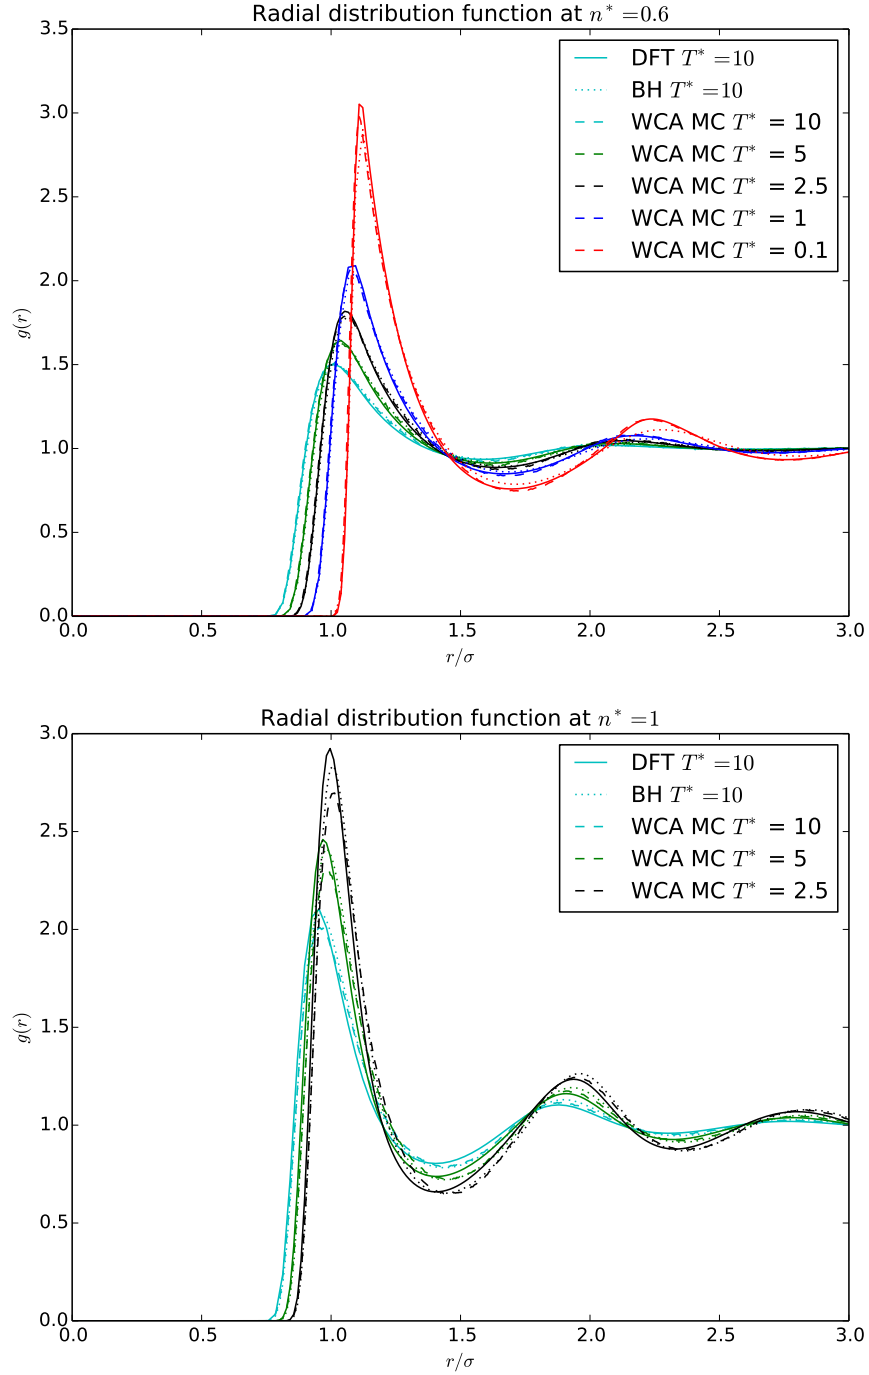 Radial distribution function at n* =0.6
3.5
3.0
2.5
2.0
1.5
1.0
0.5
0.0
g(r)
DFT T* =10
BH T* =10
WCA MC T* = 10
WCA MC T* = 5
WCA MC T* = 2.5
WCA MC T* = 1
WCA MC T* = 0.1
0.0 0.5 1.0 1.5 2.0 2.5 3.0
r/σ
Radial distribution function at n* =1
3.0
2.5
2.0
1.5
1.0
0.5
0.0
g(r)
DFT T* =10
BH T* =10
WCA MC T* = 10
WCA MC T* = 5
WCA MC T* = 2.5
0.0 0.5 1.0 1.5 2.0 2.5 3.0
r/σ